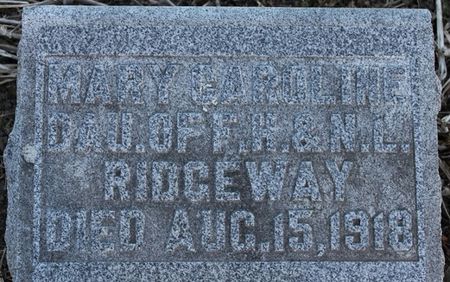 MARY CAROLINE
DAU. OF F. H. & N. L.
RIDGEWAY
DIED AUG. 15, 1918